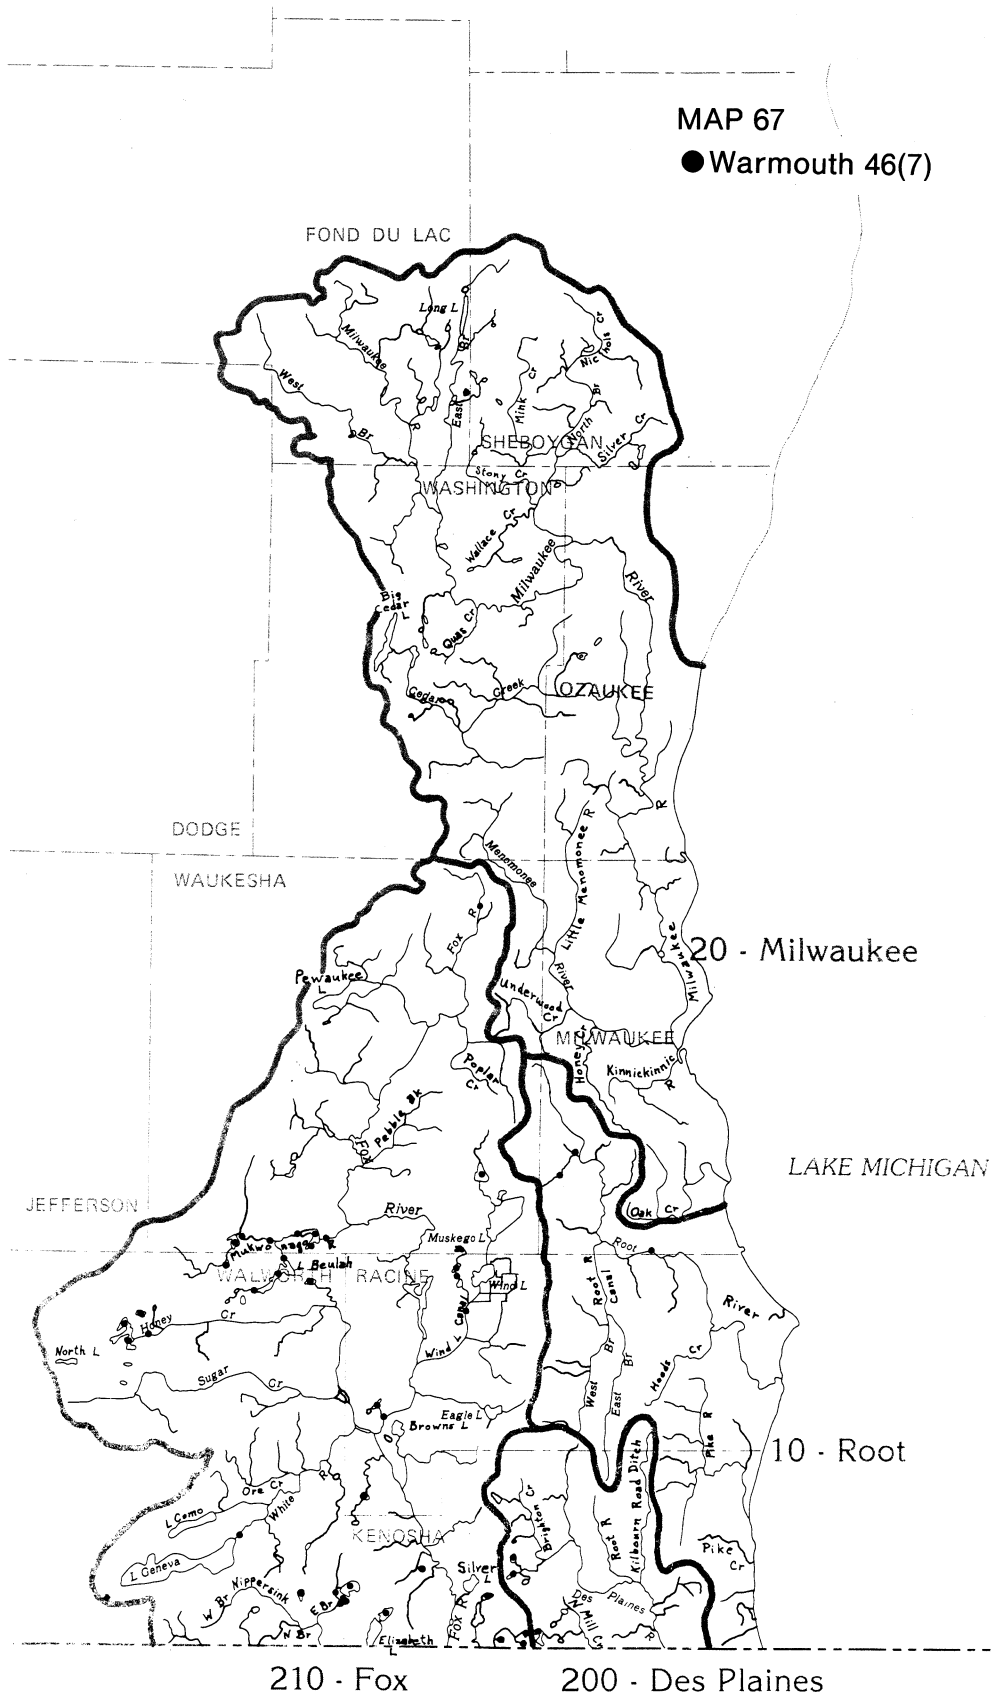 MAP 67
● Warmouth 46(7)
FOND DU LAC
Long L
Milwaukee
R
West
Br
East
Br
Mink
Cr
Nichols Cr
North
Br
Silver Cr
SHEBOYGAN
Stony Cr
WASHINGTON
Wallace
Cr
Milwaukee
River
Big
Cedar
L
Quas Cr
Cedar
Creek
OZAUKEE
R
DODGE
WAUKESHA
Menomonee
Little Menomonee R
Fox
R
Milwaukee
20 - Milwaukee
Pewaukee
L
River
Underwood
Cr
MILWAUKEE
Honey Cr
Kinnickinnic
R
Poplar
Cr
Pebble Bk
Fox
LAKE MICHIGAN
JEFFERSON
River
Oak Cr
Mukwonago
R
Muskego L
Root
R
L Beulah
WALWORTH
RACINE
Wind L
Root
Canal
River
Honey
Cr
Canal
Wind L
North L
Br
Br
Hoods
Cr
Sugar
Cr
West
East
Eagle L
Browns L
Pike R
10 - Root
Ore Cr
R
White
L Como
Kilbourn Road Ditch
Brighton
Cr
Root R
KENOSHA
Pike
Cr
L Geneva
Silver
L
Nippersink
W Br
E Br
N Br
Fox R
Des Plaines
R
Mill
Elizabeth
L
210 - Fox
200 - Des Plaines